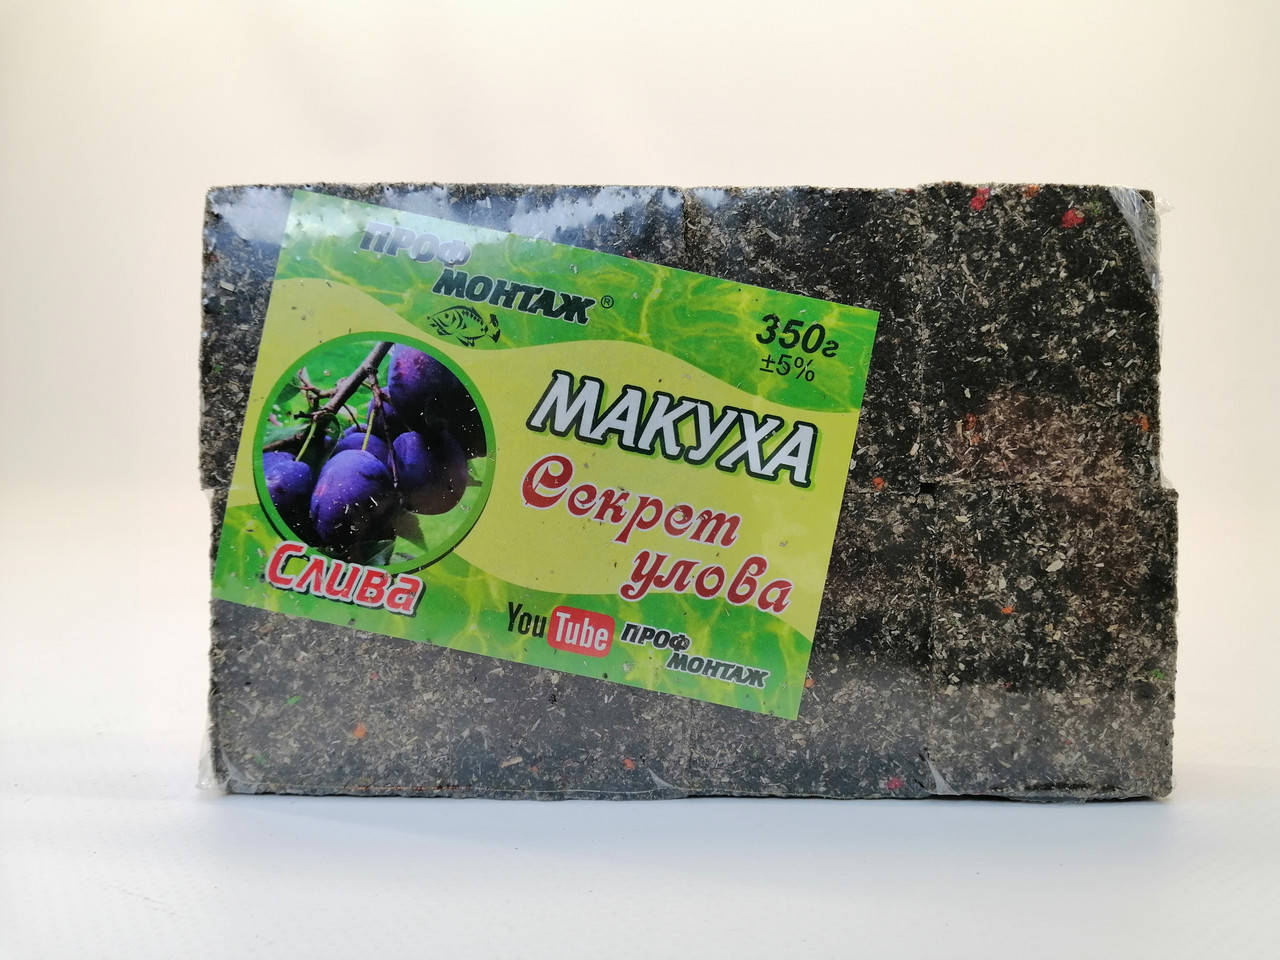 ПРОФ
МОНТАЖ®
350г
±5%
МАКУХА
Секрет
улова
Слива
YouTube ПРОФ
МОНТАЖ